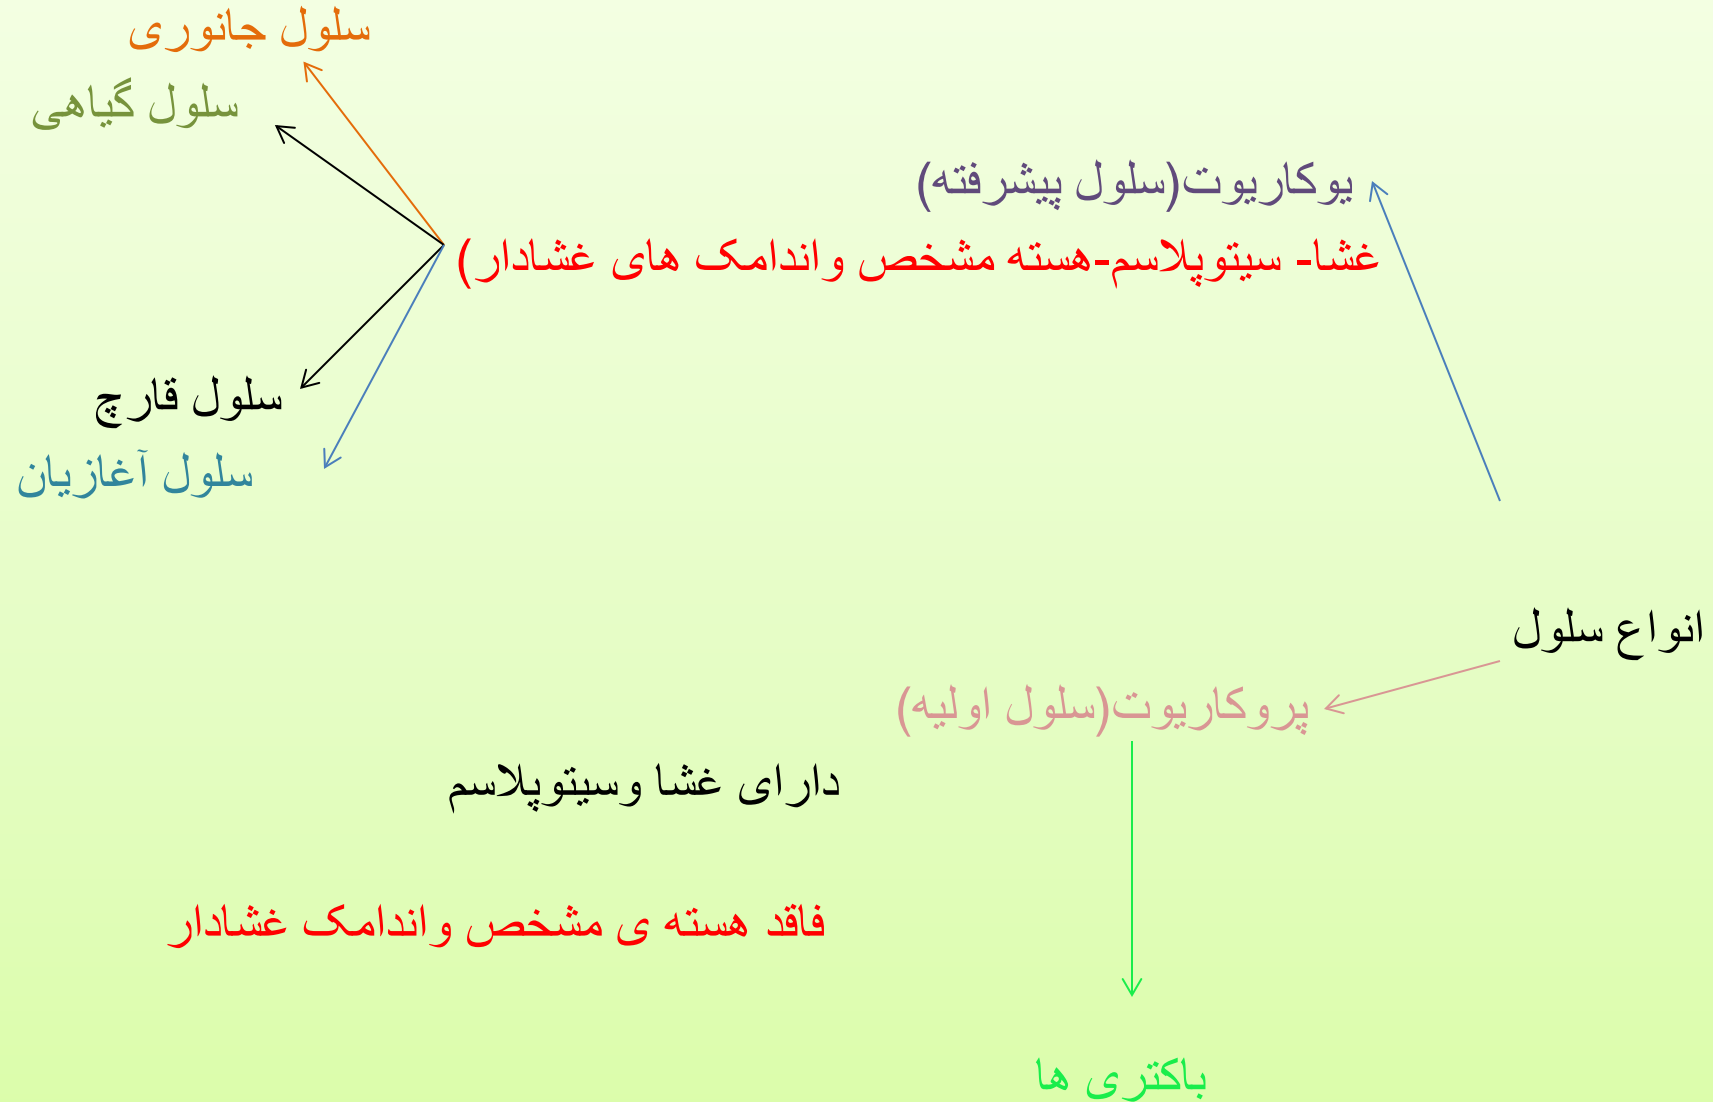 سلول جانوری
سلول گیاهی
یوکاریوت(سلول پیشرفته)
غشا- سیتوپلاسم-هسته مشخص واندامک های غشادار)
سلول قارچ
سلول آغازیان
انواع سلول
پروکاریوت(سلول اولیه)
دارای غشا وسیتوپلاسم
فاقد هسته ی مشخص واندامک غشادار
باکتری ها